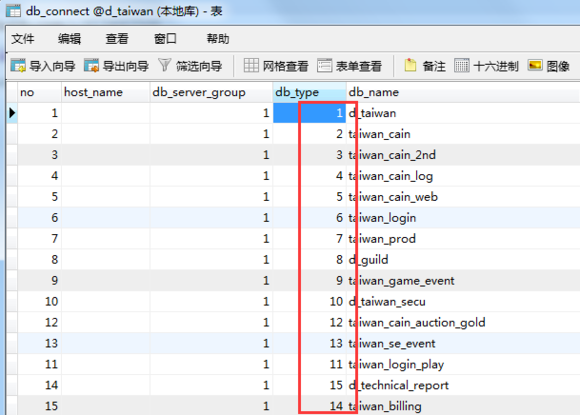 db_connect @d_taiwan (本地库) - 表
文件 编辑 查看 窗口 帮助
导入向导 导出向导 筛选向导 网格查看 表单查看 备注 十六进制 图像
no host_name db_server_group db_type db_name
1 1 1 d_taiwan
2 1 2 taiwan_cain
3 1 3 taiwan_cain_2nd
4 1 4 taiwan_cain_log
5 1 5 taiwan_cain_web
6 1 6 taiwan_login
7 1 7 taiwan_prod
8 1 8 d_guild
9 1 9 taiwan_game_event
10 1 10 d_taiwan_secu
12 1 12 taiwan_cain_auction_gold
13 1 13 taiwan_se_event
11 1 11 taiwan_login_play
14 1 15 d_technical_report
15 1 14 taiwan_billing